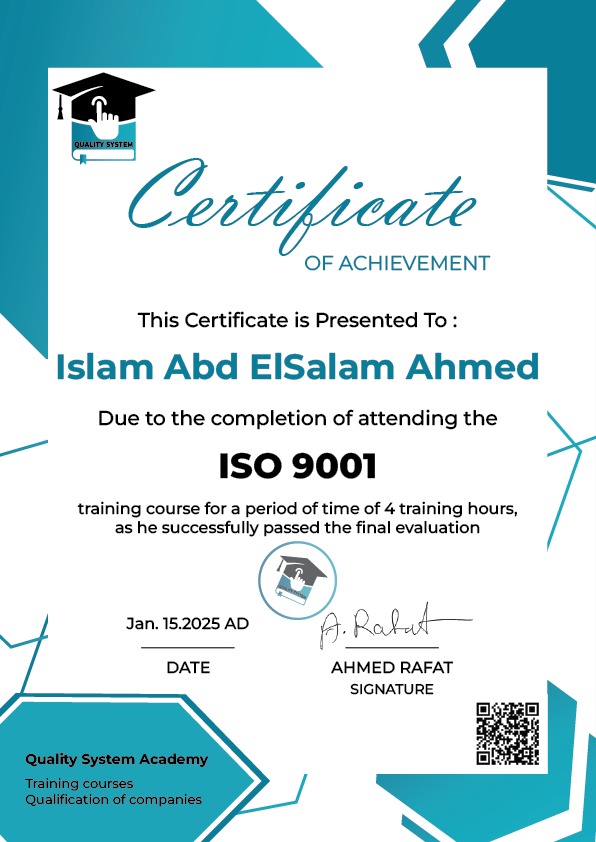 QUALITY SYSTEM
Certificate
OF ACHIEVEMENT
This Certificate is Presented To :
Islam Abd ElSalam Ahmed
Due to the completion of attending the
ISO 9001
training course for a period of time of 4 training hours,
as he successfully passed the final evaluation
QUALITY SYSTEM
Jan. 15.2025 AD
A. Rafat
DATE
AHMED RAFAT
SIGNATURE
Quality System Academy
Training courses
Qualification of companies